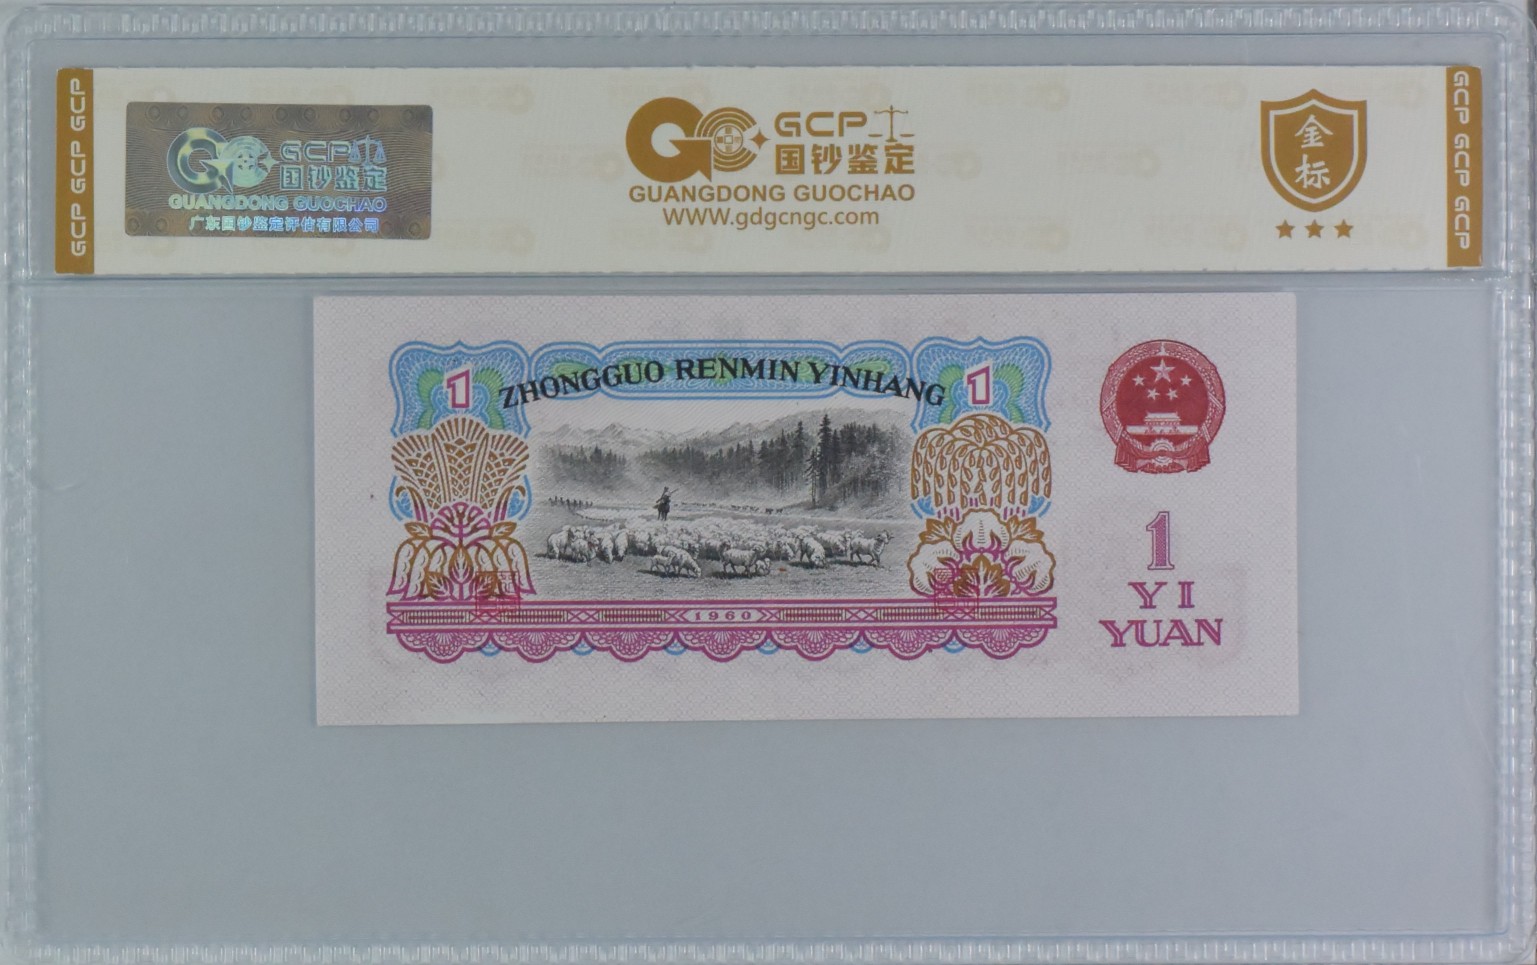 GCP GCP GCP
GCP
国钞鉴定
GUANGDONG GUOCHAO
广东国钞鉴定评估有限公司
GCP
国钞鉴定
GUANGDONG GUOCHAO
WWW.gdgcngc.com
金标
GCP GCP GCP
1
ZHONGGUO RENMIN YINHANG
1
1960
1
YI
YUAN